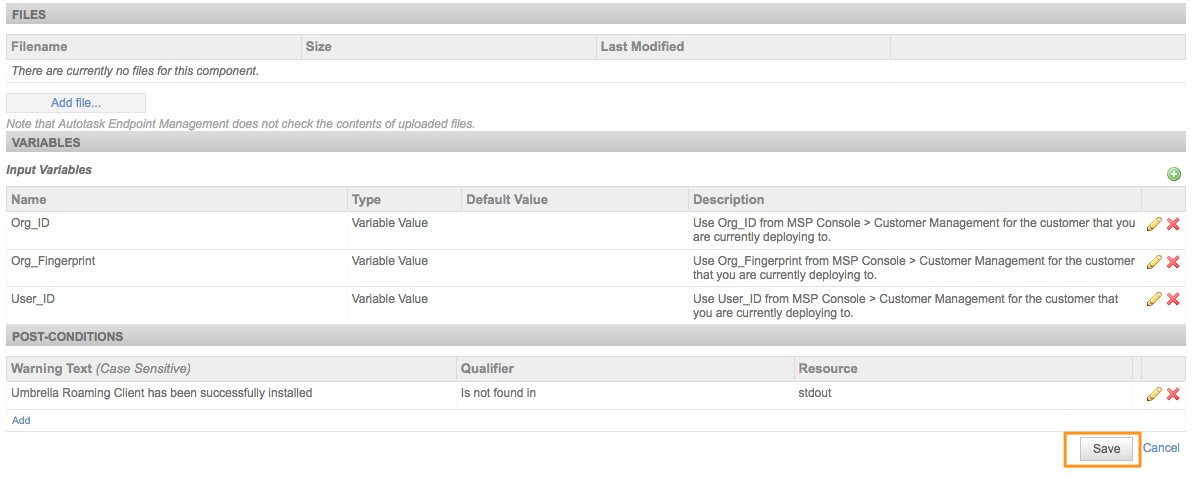 FILES
Filename Size Last Modified
There are currently no files for this component.
Add file...
Note that Autotask Endpoint Management does not check the contents of uploaded files.
VARIABLES
Input Variables
Name Type Default Value Description
Org_ID Variable Value Use Org_ID from MSP Console > Customer Management for the customer that you
are currently deploying to.
Org_Fingerprint Variable Value Use Org_Fingerprint from MSP Console > Customer Management for the customer
that you are currently deploying to.
User_ID Variable Value Use User_ID from MSP Console > Customer Management for the customer that
you are currently deploying to.
POST-CONDITIONS
Warning Text (Case Sensitive) Qualifier Resource
Umbrella Roaming Client has been successfully installed Is not found in stdout
Add
Save Cancel